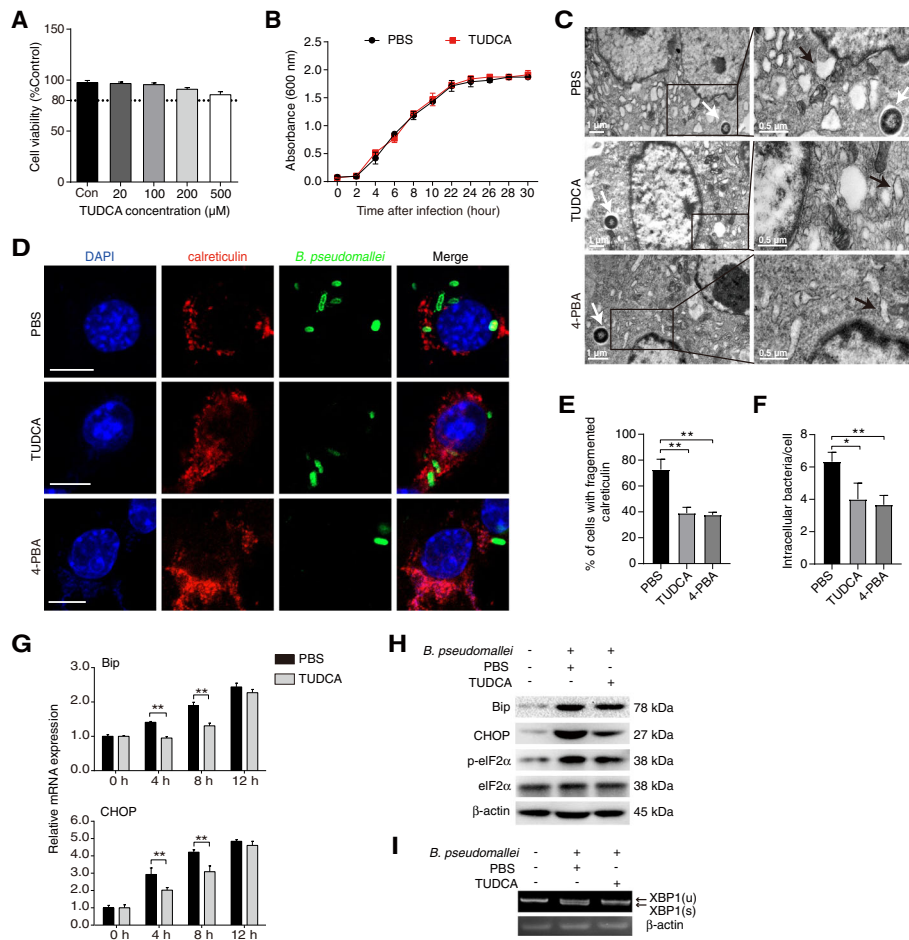 A
Cell viability (%Control)
150
100
80
50
0
Con 20 100 200 500
TUDCA concentration (μM)
B
PBS TUDCA
Absorbance (600 nm)
2.5
2.0
1.5
1.0
0.5
0.0
0 2 4 6 8 10 22 24 26 28 30
Time after infection (hour)
C
PBS
1 μm
0.5 μm
TUDCA
1 μm
0.5 μm
4-PBA
1 μm
0.5 μm
D
DAPI calreticulin B. pseudomallei Merge
PBS
TUDCA
4-PBA
E
% of cells with fragemented
calreticulin
100
80
60
40
20
0
**
**
PBS
TUDCA
4-PBA
F
Intracellular bacteria/cell
8
6
4
2
0
**
*
PBS
TUDCA
4-PBA
G
PBS
TUDCA
Relative mRNA expression
Bip
3.0
2.0
1.0
0.0
** **
0 h 4 h 8 h 12 h
CHOP
5.0
4.0
3.0
2.0
1.0
0.0
** **
0 h 4 h 8 h 12 h
H
B. pseudomallei - + +
PBS - +
TUDCA - +
Bip 78 kDa
CHOP 27 kDa
p-eIF2α 38 kDa
eIF2α 38 kDa
β-actin 45 kDa
I
B. pseudomallei - + +
PBS - +
TUDCA - +
XBP1(u)
XBP1(s)
β-actin